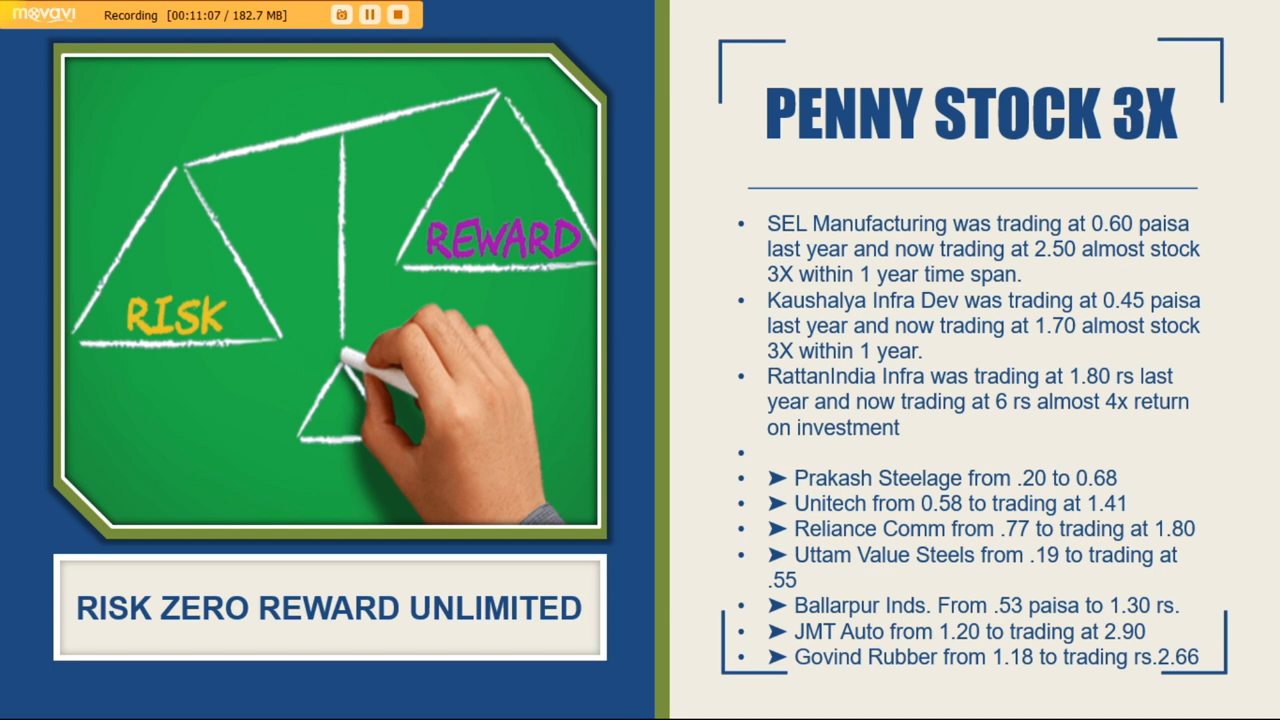 movavi Recording [00:11:07 / 182.7 MB]
RISK
REWARD
RISK ZERO REWARD UNLIMITED
PENNY STOCK 3X
• SEL Manufacturing was trading at 0.60 paisa
last year and now trading at 2.50 almost stock
3X within 1 year time span.
• Kaushalya Infra Dev was trading at 0.45 paisa
last year and now trading at 1.70 almost stock
3X within 1 year.
• RattanIndia Infra was trading at 1.80 rs last
year and now trading at 6 rs almost 4x return
on investment
•
• ➤ Prakash Steelage from .20 to 0.68
• ➤ Unitech from 0.58 to trading at 1.41
• ➤ Reliance Comm from .77 to trading at 1.80
• ➤ Uttam Value Steels from .19 to trading at
.55
• ➤ Ballarpur Inds. From .53 paisa to 1.30 rs.
• ➤ JMT Auto from 1.20 to trading at 2.90
• ➤ Govind Rubber from 1.18 to trading rs.2.66